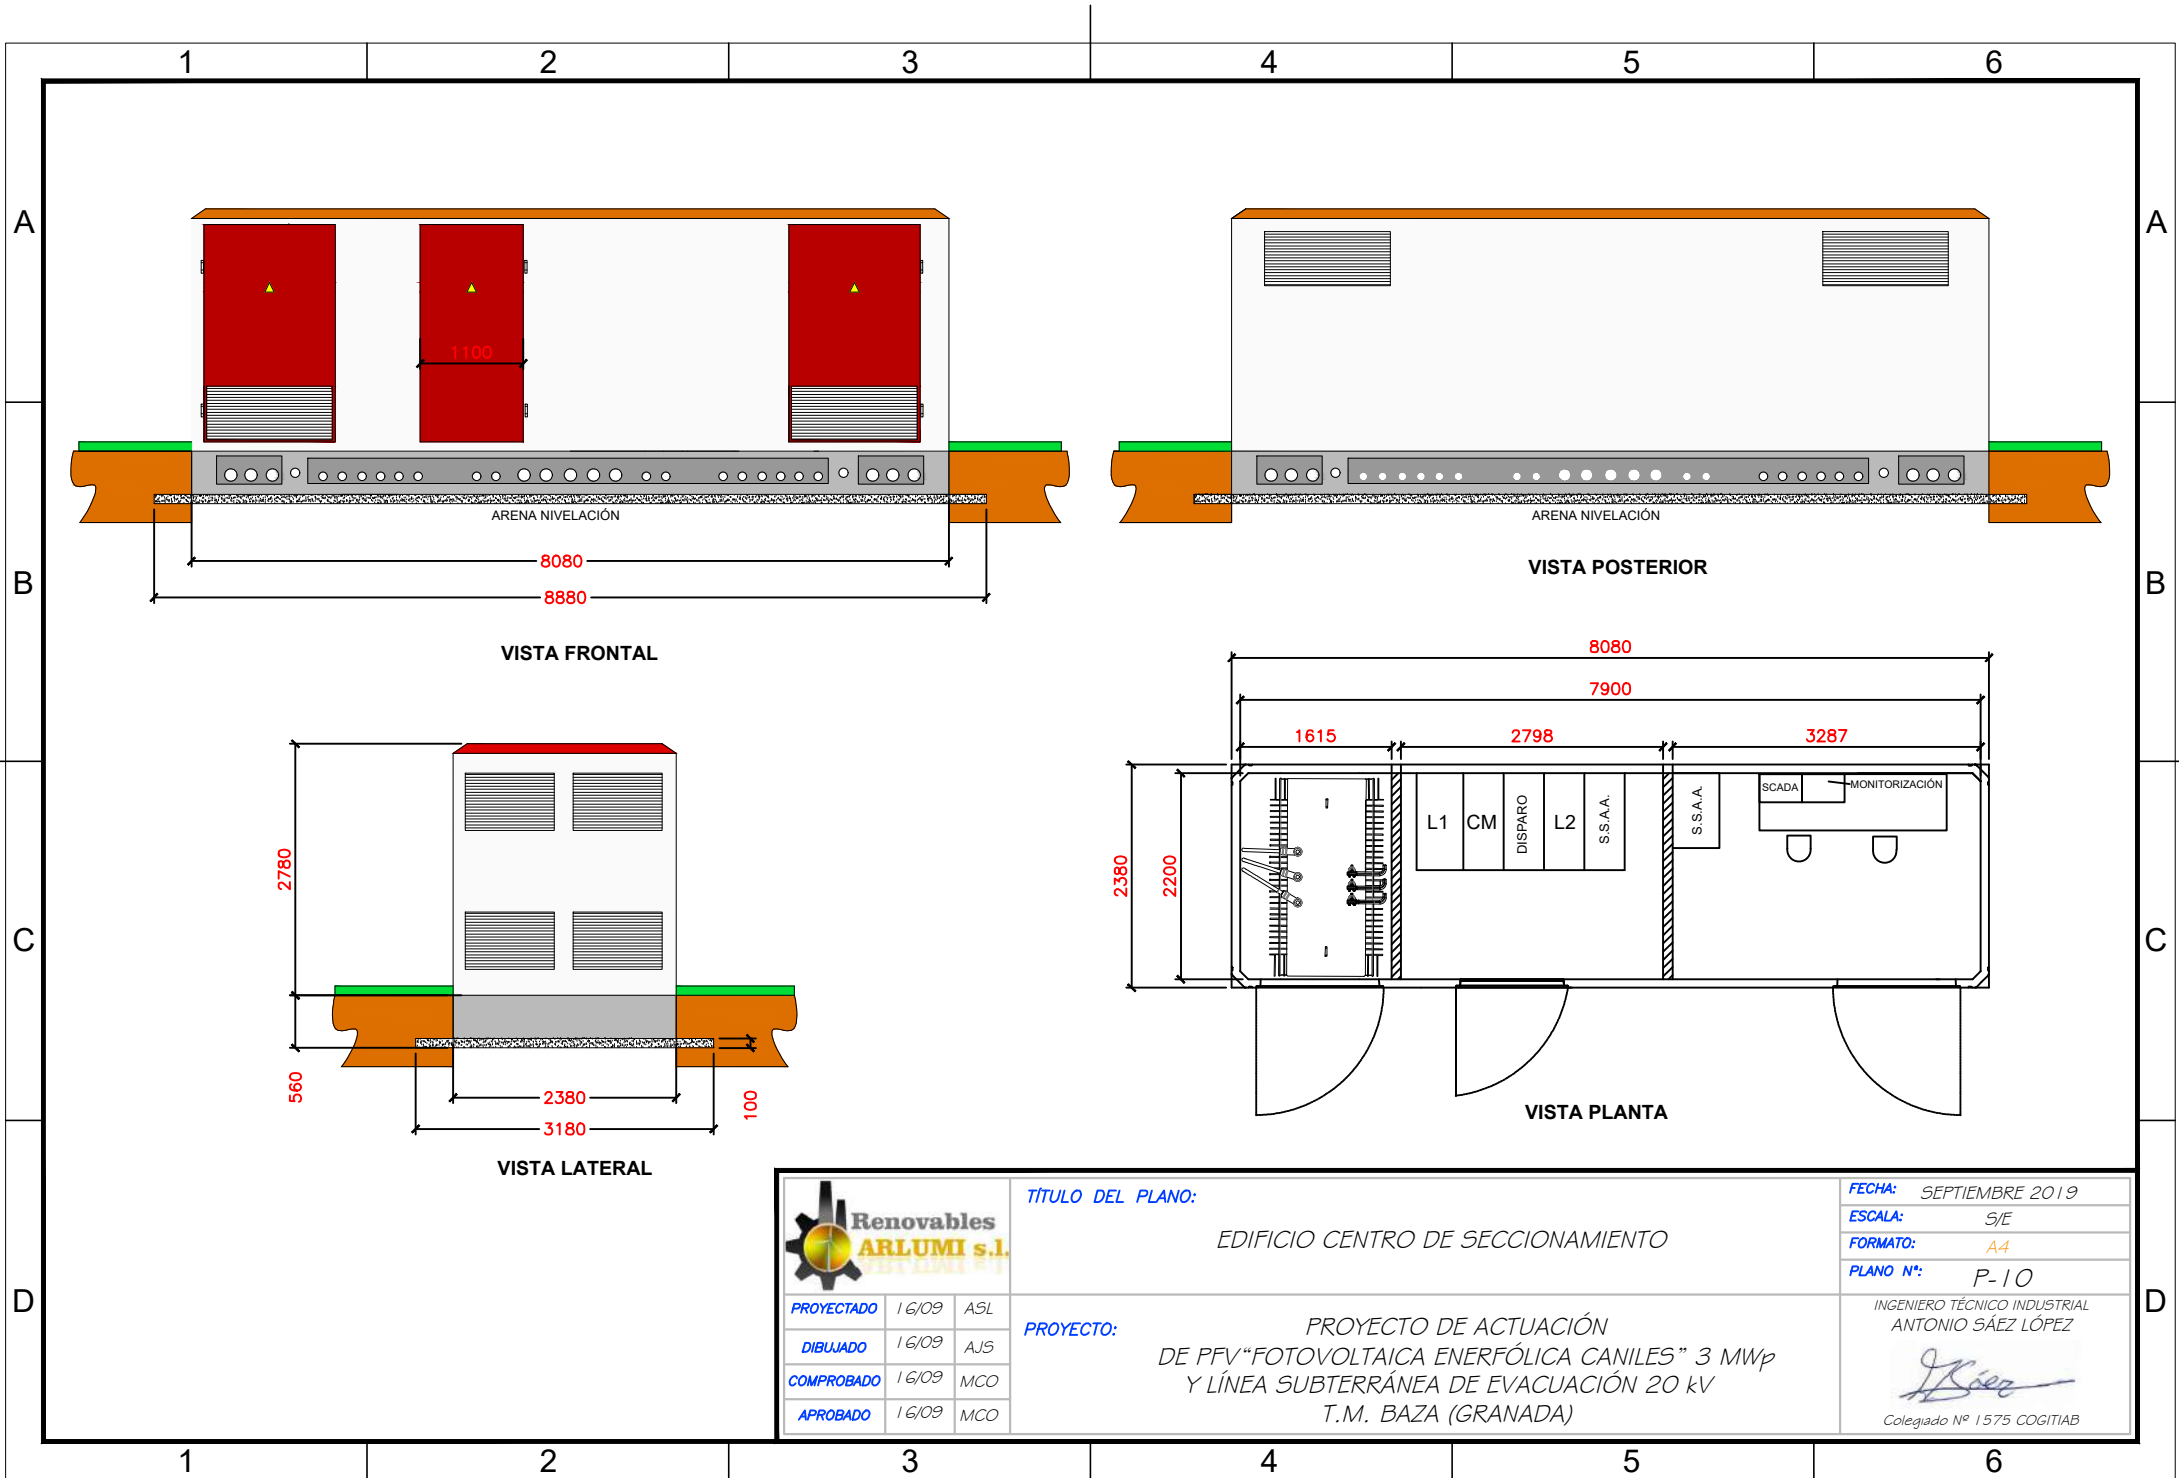 1 2 3 4 5 6
A A
1100
ARENA NIVELACIÓN
8080
8880
VISTA FRONTAL
ARENA NIVELACIÓN
VISTA POSTERIOR
B B
2780
560
2380
3180
100
VISTA LATERAL
8080
7900
1615 2798 3287
2380
2200
L1 CM DISPARO L2 S.S.A.A.
S.S.A.A.
SCADA MONITORIZACIÓN
VISTA PLANTA
C C
Renovables
ARLUMI s.l.
TÍTULO DEL PLANO:
EDIFICIO CENTRO DE SECCIONAMIENTO
FECHA: SEPTIEMBRE 2019
ESCALA: S/E
FORMATO: A4
PLANO Nº: P-10
PROYECTADO 16/09 ASL
DIBUJADO 16/09 AJS
COMPROBADO 16/09 MCO
APROBADO 16/09 MCO
PROYECTO:
PROYECTO DE ACTUACIÓN
DE PFV"FOTOVOLTAICA ENERFÓLICA CANILES" 3 MWp
Y LÍNEA SUBTERRÁNEA DE EVACUACIÓN 20 kV
T.M. BAZA (GRANADA)
INGENIERO TÉCNICO INDUSTRIAL
ANTONIO SÁEZ LÓPEZ
Colegiado Nº 1575 COGITIAB
D D
1 2 3 4 5 6